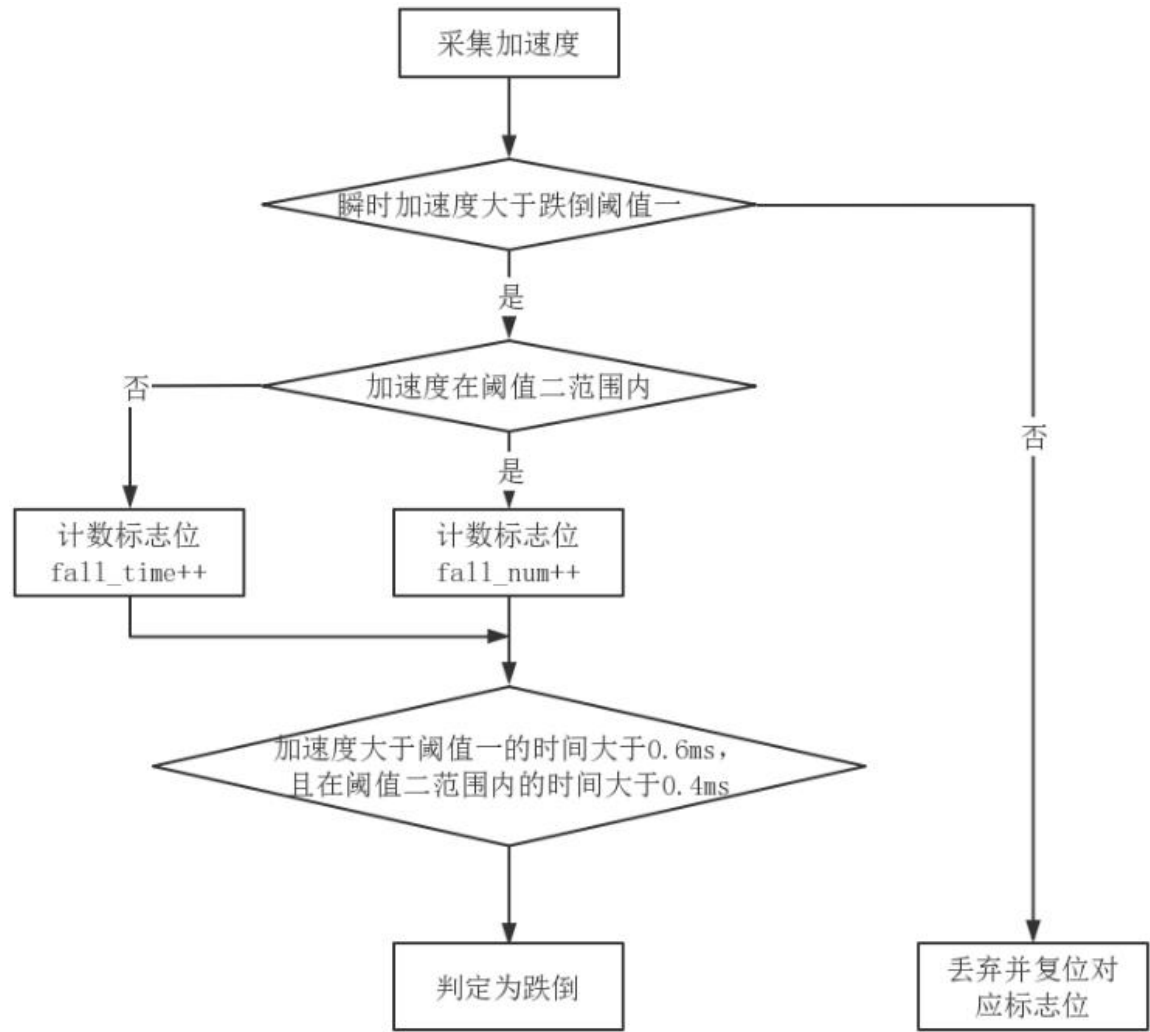 采集加速度
瞬时加速度大于跌倒阈值一
是
加速度在阈值二范围内
否
是
否
计数标志位
fall_time++
计数标志位
fall_num++
加速度大于阈值一的时间大于0.6ms，
且在阈值二范围内的时间大于0.4ms
判定为跌倒
丢弃并复位对
应标志位